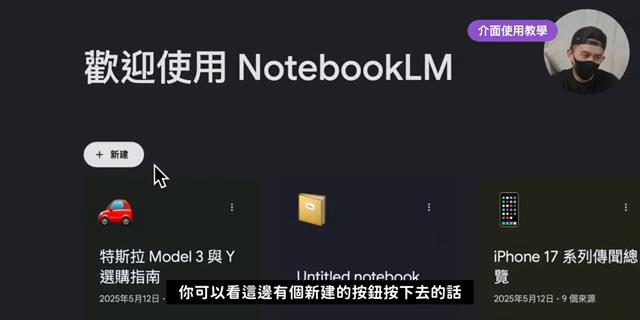 介面使用教學
歡迎使用 NotebookLM
+ 新建
特斯拉 Model 3 與 Y
選購指南
2025年5月12日・
Untitled notebook
iPhone 17 系列傳聞總
覽
2025年5月12日・9 個來源
你可以看這邊有個新建的按鈕按下去的話